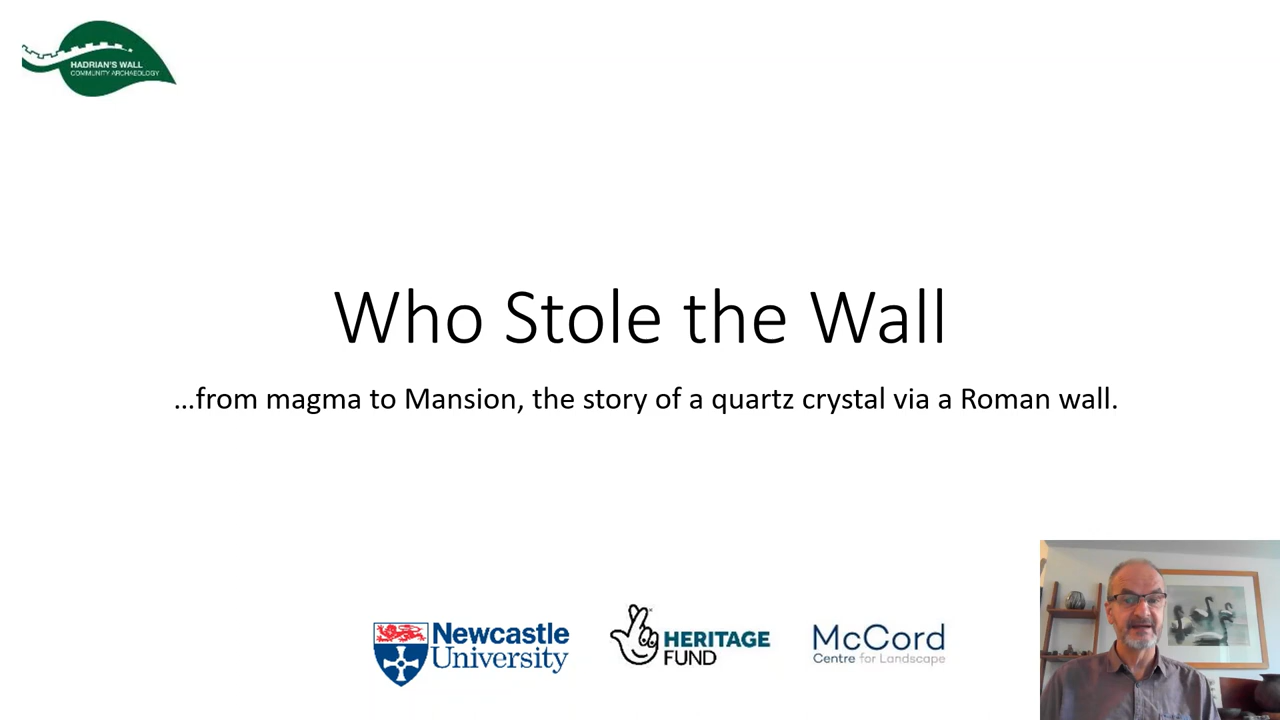 HADRIAN'S WALL
COMMUNITY ARCHAEOLOGY
Who Stole the Wall
...from magma to Mansion, the story of a quartz crystal via a Roman wall.
Newcastle
University
HERITAGE
FUND
McCord
Centre for Landscape